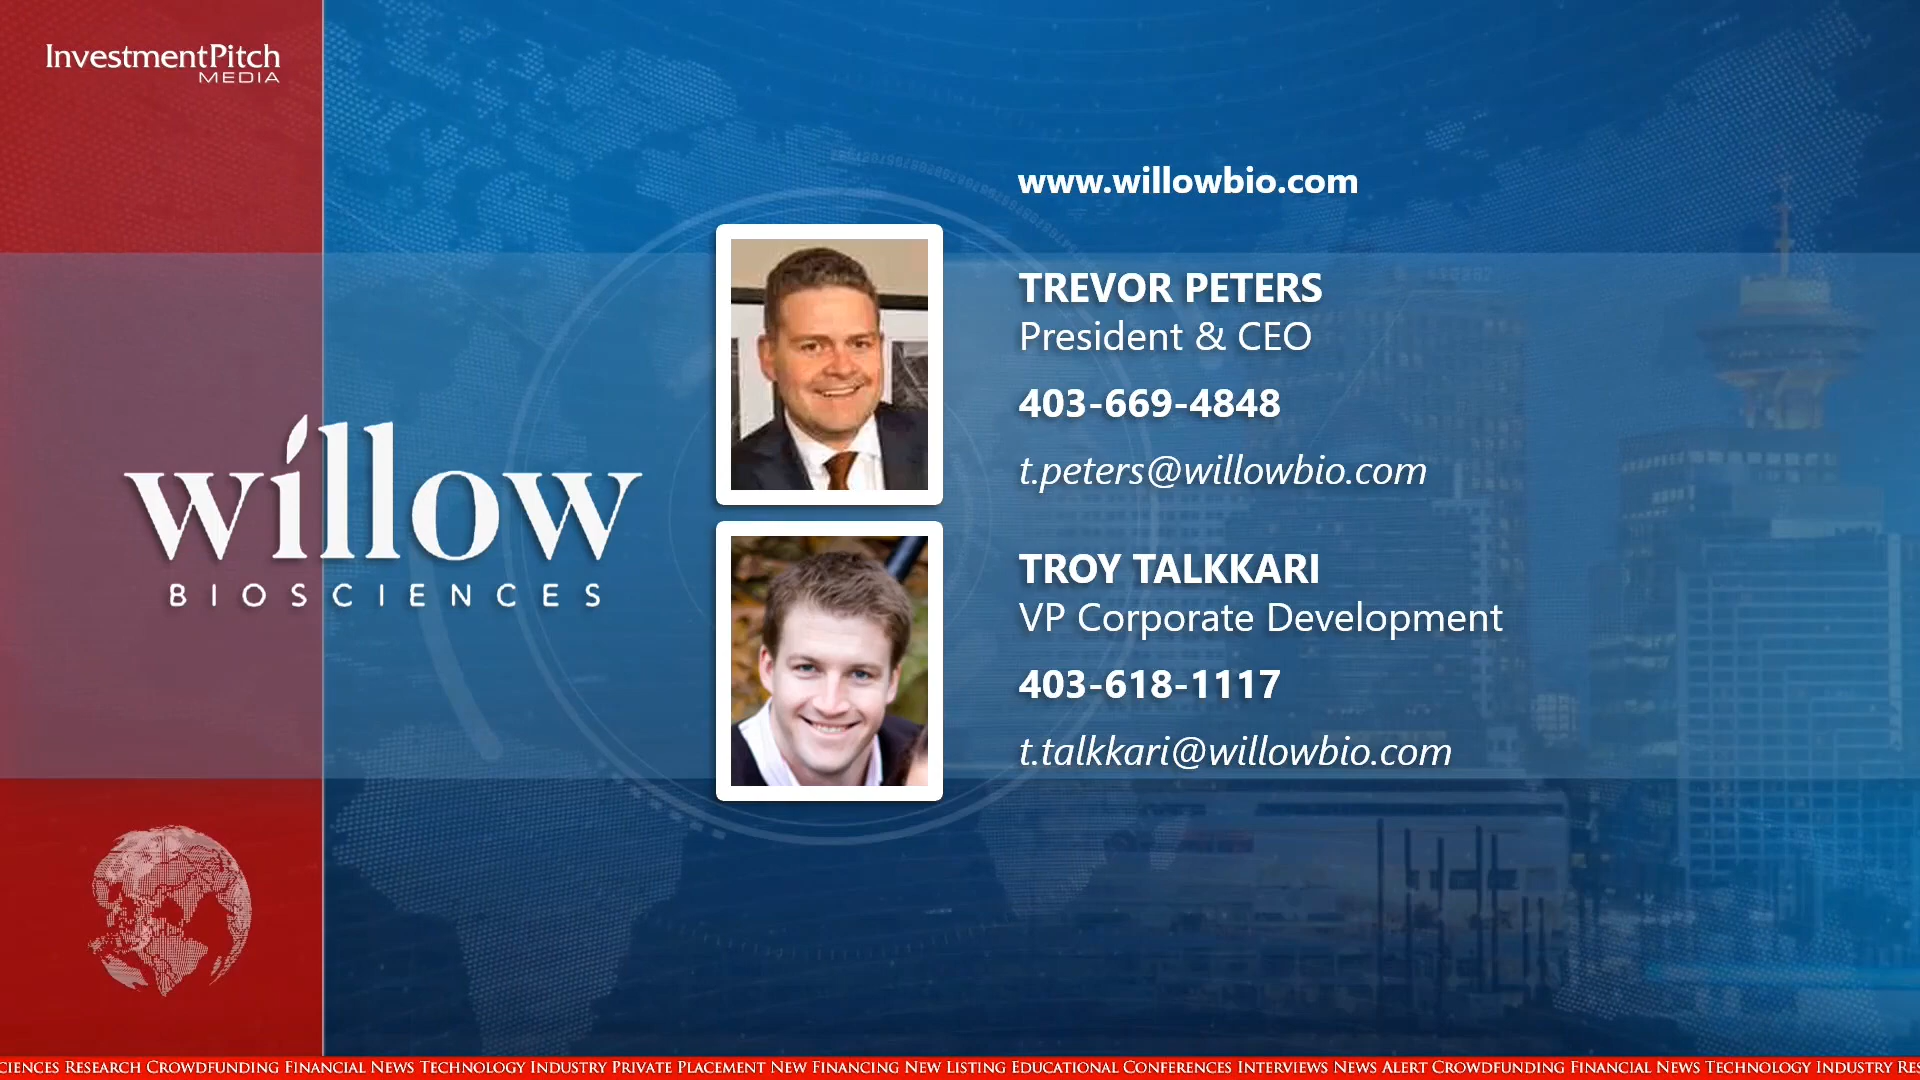 InvestmentPitch
MEDIA
www.willowbio.com
TREVOR PETERS
President & CEO
403-669-4848
t.peters@willowbio.com
willow
BIOSCIENCES
TROY TALKKARI
VP Corporate Development
403-618-1117
t.talkkari@willowbio.com
CIENCES RESEARCH CROWDFUNDING FINANCIAL NEWS TECHNOLOGY INDUSTRY PRIVATE PLACEMENT NEW FINANCING NEW LISTING EDUCATIONAL CONFERENCES INTERVIEWS NEWS ALERT CROWDFUNDING FINANCIAL NEWS TECHNOLOGY INDUSTRY RES